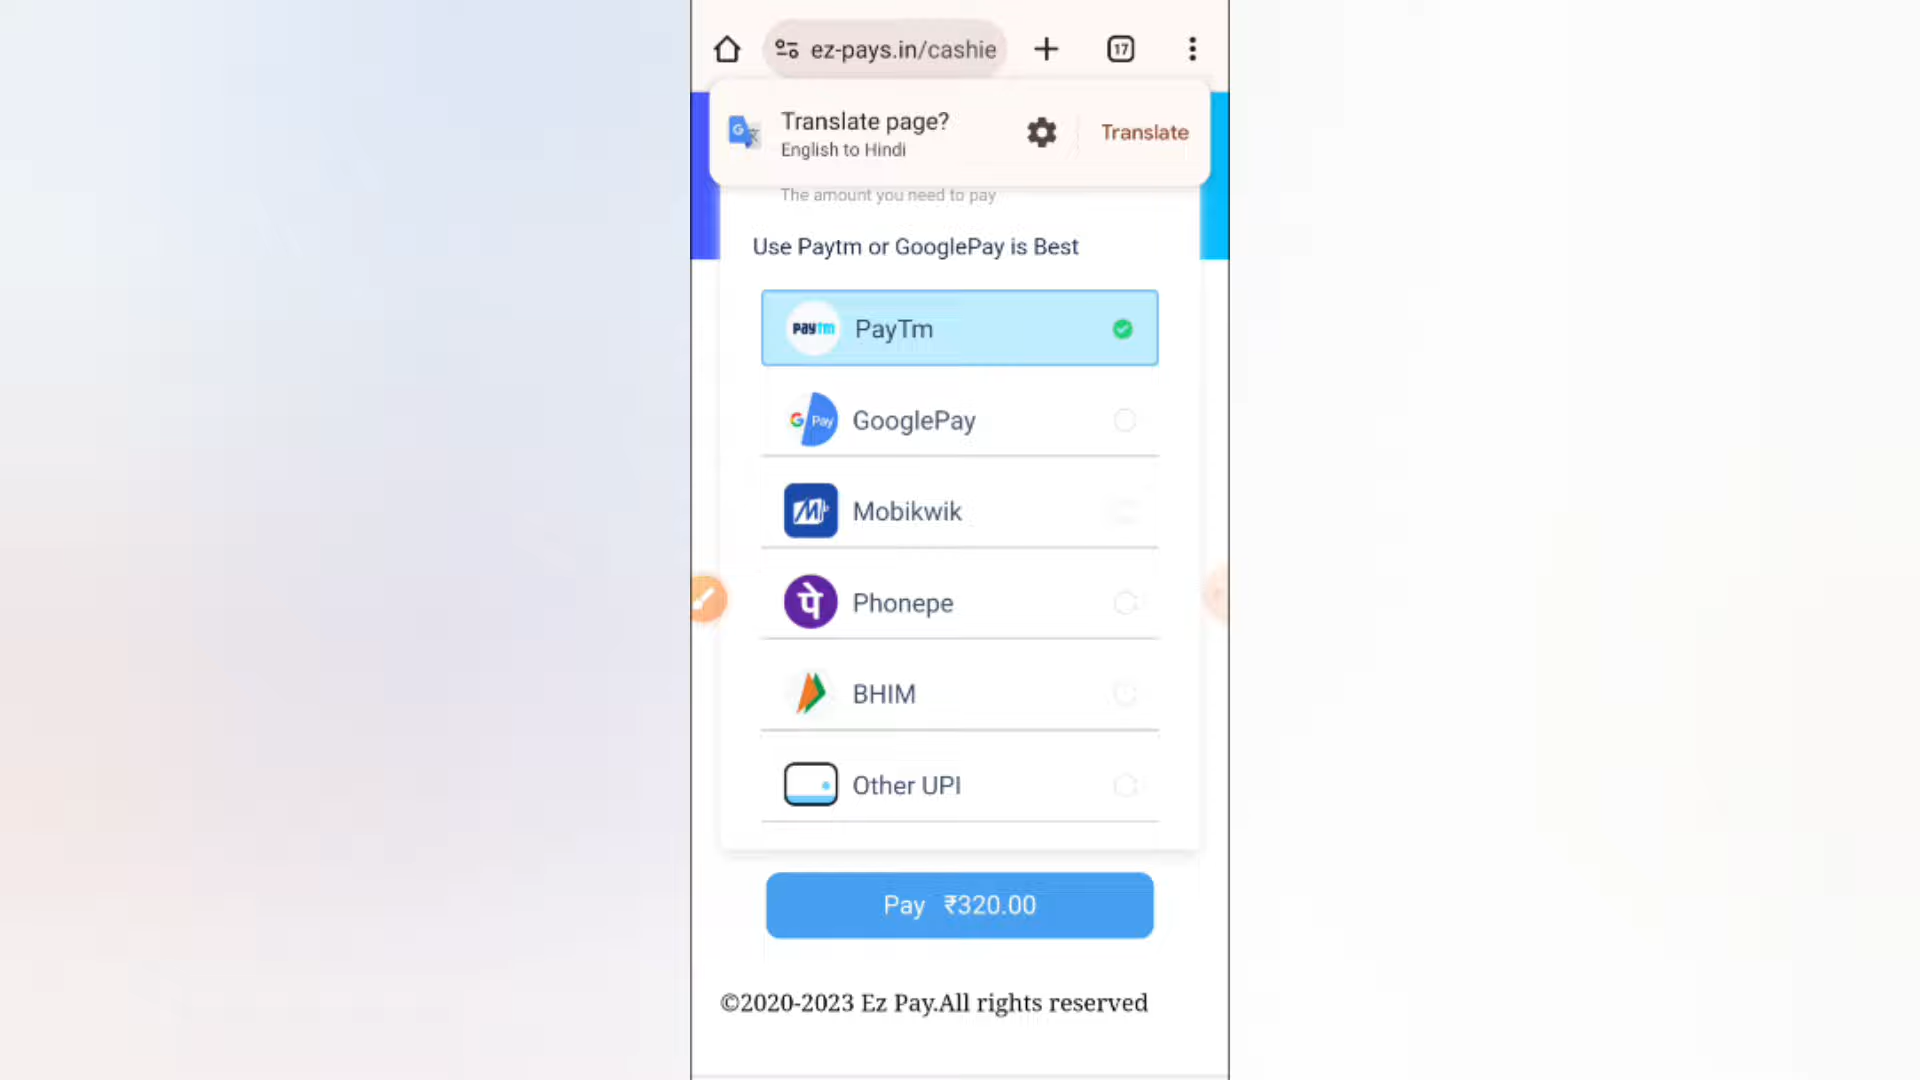 ez-pays.in/cashie
17
Translate page?
English to Hindi
Translate
The amount you need to pay
Use Paytm or GooglePay is Best
Paytm PayTm
G Pay GooglePay
Mobikwik
पे Phonepe
BHIM
Other UPI
Pay ₹320.00
©2020-2023 Ez Pay.All rights reserved